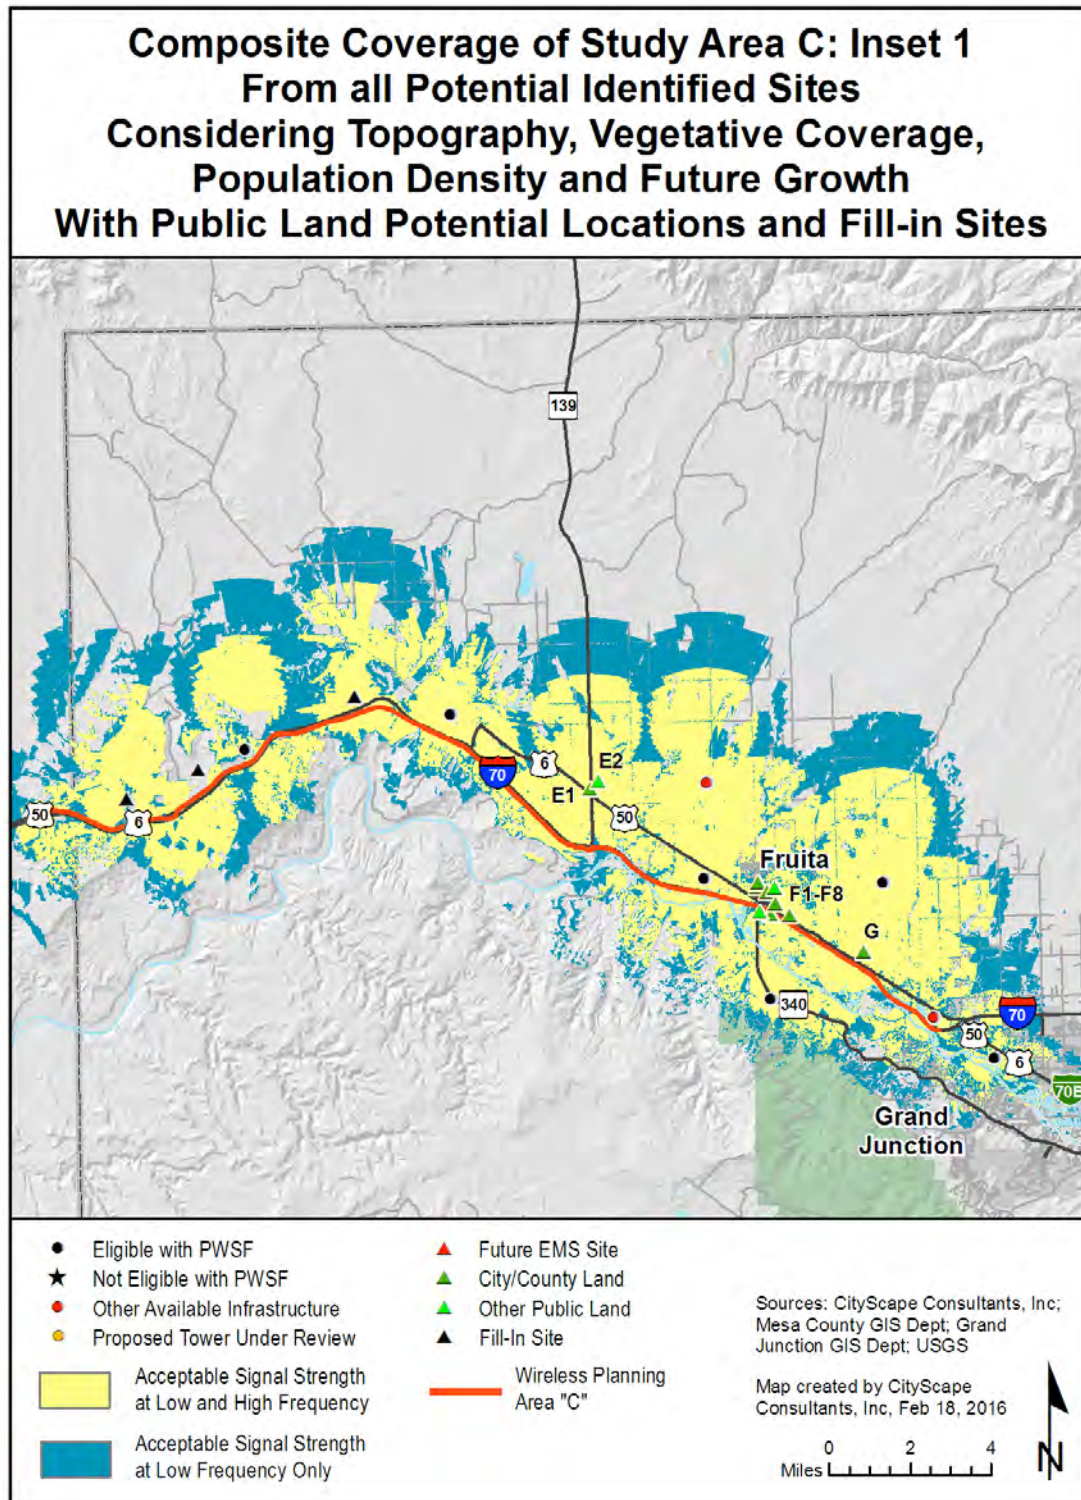 Composite Coverage of Study Area C: Inset 1
From all Potential Identified Sites
Considering Topography, Vegetative Coverage,
Population Density and Future Growth
With Public Land Potential Locations and Fill-in Sites
139
6
E2
70
E1
50
50
6
Fruita
F1-F8
G
340
70
50
6
70B
Grand
Junction
Eligible with PWSF
Not Eligible with PWSF
Other Available Infrastructure
Proposed Tower Under Review
Acceptable Signal Strength
at Low and High Frequency
Acceptable Signal Strength
at Low Frequency Only
Future EMS Site
City/County Land
Other Public Land
Fill-In Site
Wireless Planning
Area "C"
Sources: CityScape Consultants, Inc;
Mesa County GIS Dept; Grand
Junction GIS Dept; USGS
Map created by CityScape
Consultants, Inc, Feb 18, 2016
0 2 4
Miles
N